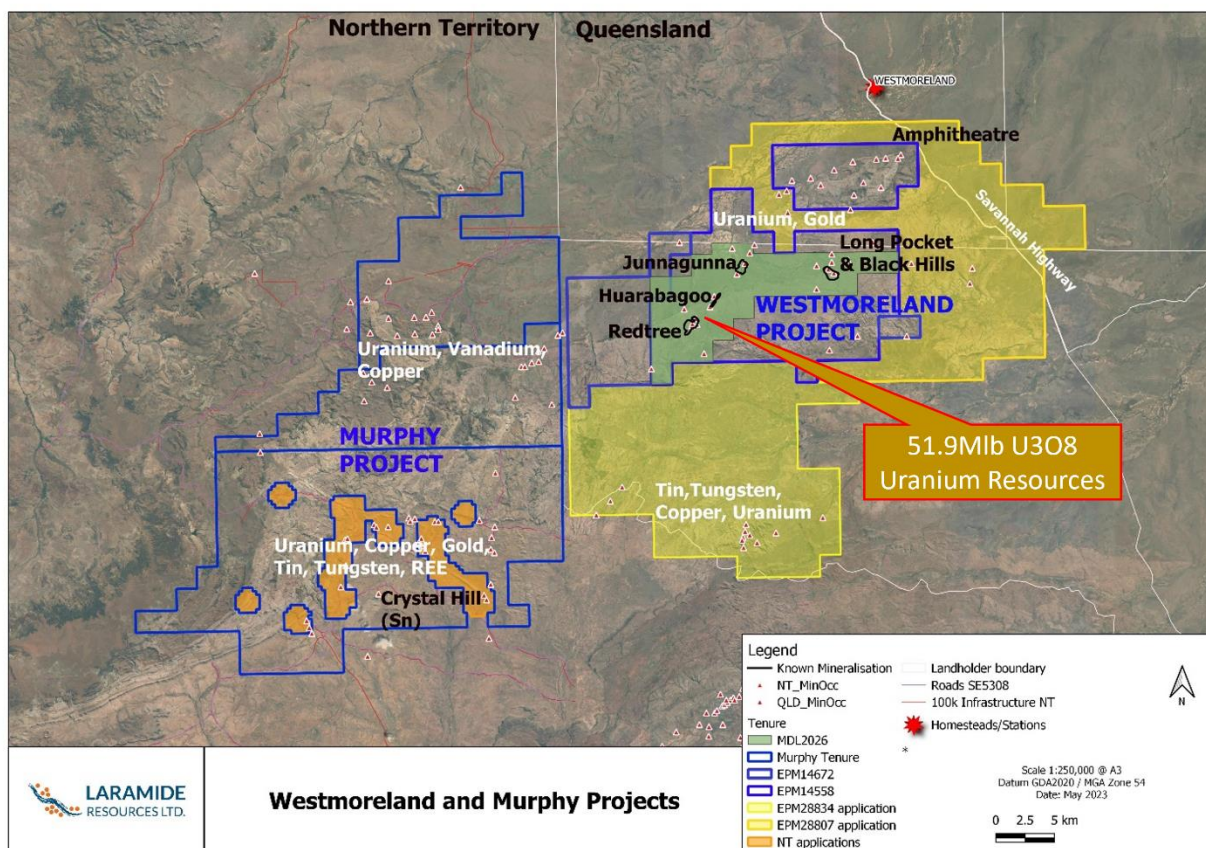 Northern Territory
Queensland
WESTMORELAND
Amphitheatre
Savannah Highway
Uranium, Gold
Long Pocket
& Black Hills
Junnagunna
Huarabagoo
WESTMORELAND
PROJECT
Redtree
Uranium, Vanadium,
Copper
MURPHY
PROJECT
51.9Mlb U3O8
Uranium Resources
Tin,Tungsten,
Copper, Uranium
Uranium, Copper, Gold,
Tin, Tungsten, REE
Crystal Hill
(Sn)
Legend
Known Mineralisation
NT_MinOcc
QLD_MinOcc
Tenure
MDL2026
Murphy Tenure
EPM14672
EPM14558
EPM28834 application
EPM28807 application
NT applications
Landholder boundary
Roads SE5308
100k Infrastructure NT
Homesteads/Stations
*
N
Scale 1:250,000 @ A3
Datum GDA2020 / MGA Zone 54
Date: May 2023
0 2.5 5 km
LARAMIDE
RESOURCES LTD.
Westmoreland and Murphy Projects